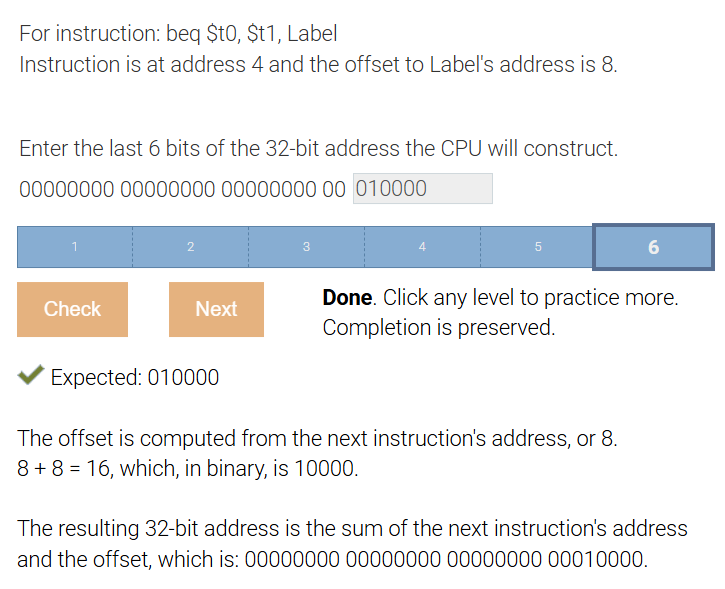 For instruction: beq $t0, $t1, Label
Instruction is at address 4 and the offset to Label's address is 8.
Enter the last 6 bits of the 32-bit address the CPU will construct.
00000000 00000000 00000000 00 010000
1 2 3 4 5 6
Check Next Done. Click any level to practice more.
Completion is preserved.
Expected: 010000
The offset is computed from the next instruction's address, or 8.
8 + 8 = 16, which, in binary, is 10000.
The resulting 32-bit address is the sum of the next instruction's address
and the offset, which is: 00000000 00000000 00000000 00010000.